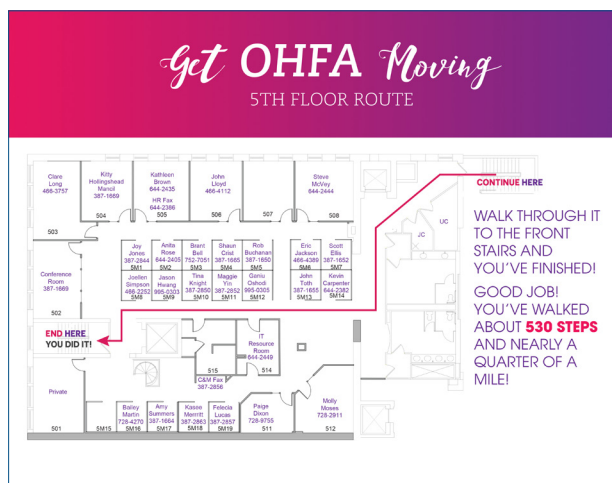 Get OHFA Moving
5TH FLOOR ROUTE
Clare
Long
466-3757
503
Kitty
Hollingshead
Mancil
387-1669
504
Kathleen
Brown
644-2435
HR Fax
644-2386
505
John
Lloyd
466-4112
506
507
Steve
McVey
644-2444
508
CONTINUE HERE
UC
JC
WALK THROUGH IT
TO THE FRONT
STAIRS AND
YOU'VE FINISHED!
GOOD JOB!
YOU'VE WALKED
ABOUT 530 STEPS
AND NEARLY A
QUARTER OF A
MILE!
Joy
Jones
387-2844
5M1
Anita
Rose
644-2405
5M2
Brant
Bell
752-7051
5M3
Shaun
Crist
387-1665
5M4
Rob
Buchanan
387-1650
5M5
Eric
Jackson
466-4389
5M6
Scott
Ellis
387-1652
5M7
Conference
Room
387-1668
502
Joellen
Simpson
466-2252
5M8
Jason
Hwang
995-0303
5M9
Tina
Knight
387-2850
5M10
Maggie
Yin
387-2852
5M11
Geniu
Oshodi
995-0305
5M12
John
Toth
387-1655
5M13
Kevin
Carpenter
644-2382
5M14
END HERE
YOU DID IT!
IT
Resource
Room
644-2449
514
515
C&M Fax
387-2856
Private
501
5M15
Bailey
Martin
728-4270
5M16
Amy
Summers
387-1664
5M17
Kasee
Merritt
387-2863
5M18
Felecia
Lucas
387-2857
5M19
Paige
Dixon
728-9755
511
Molly
Moses
728-2911
512